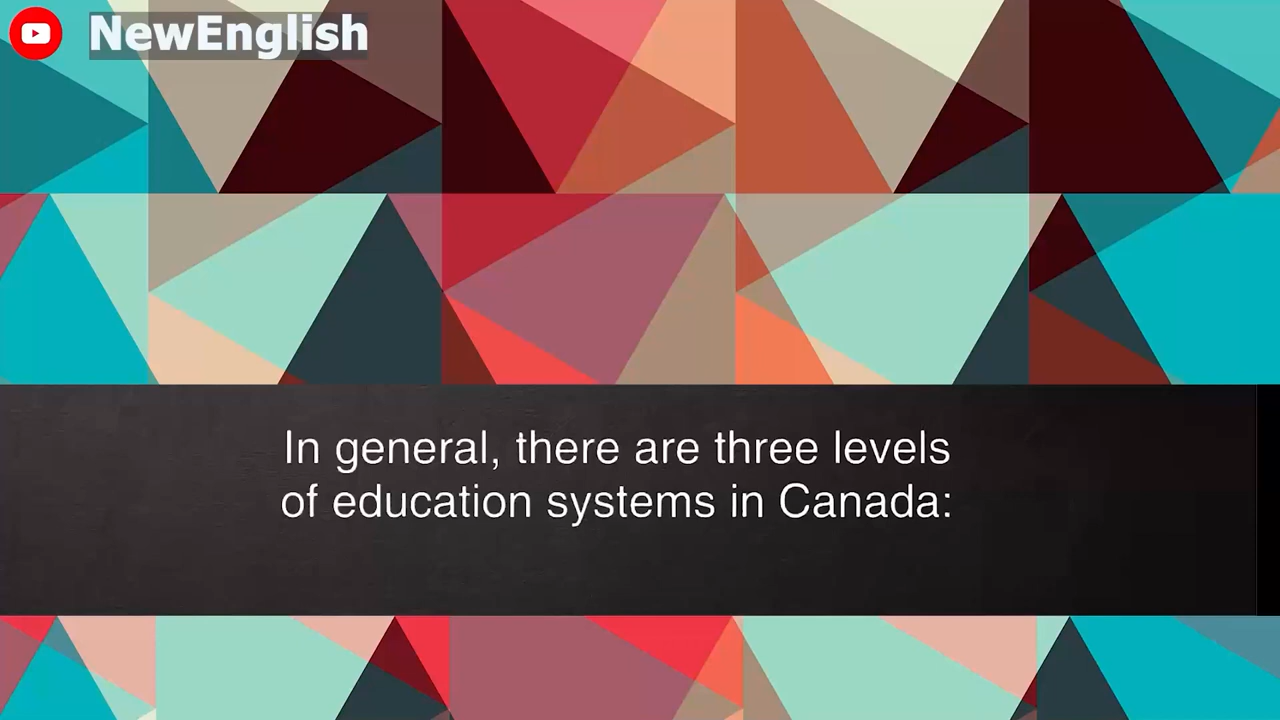 NewEnglish
In general, there are three levels
of education systems in Canada: